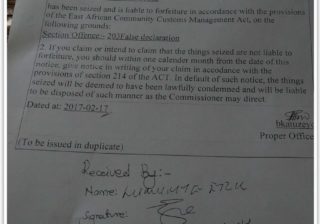 has been seized and is liable to forfeiture in accordance with the provisions
of the East African Community Customs Management Act, on the
following grounds:
Section Offence:- 203False declaration
2. If you claim or intend to claim that the things seized are not liable to
forfeiture, you should within one calender month from the date of this
notice, give notice in writing of your claim in accordance with the
provisions of section 214 of the ACT. In default of such notice, the things
seized will be deemed to have been lawfully condemned and will be liable
to be disposed of such manner as the Commissioner may direct.
Dated at: 2017-02-17
Proper Office
(To be issued in duplicate)
Received By:-
Name:
Signature: